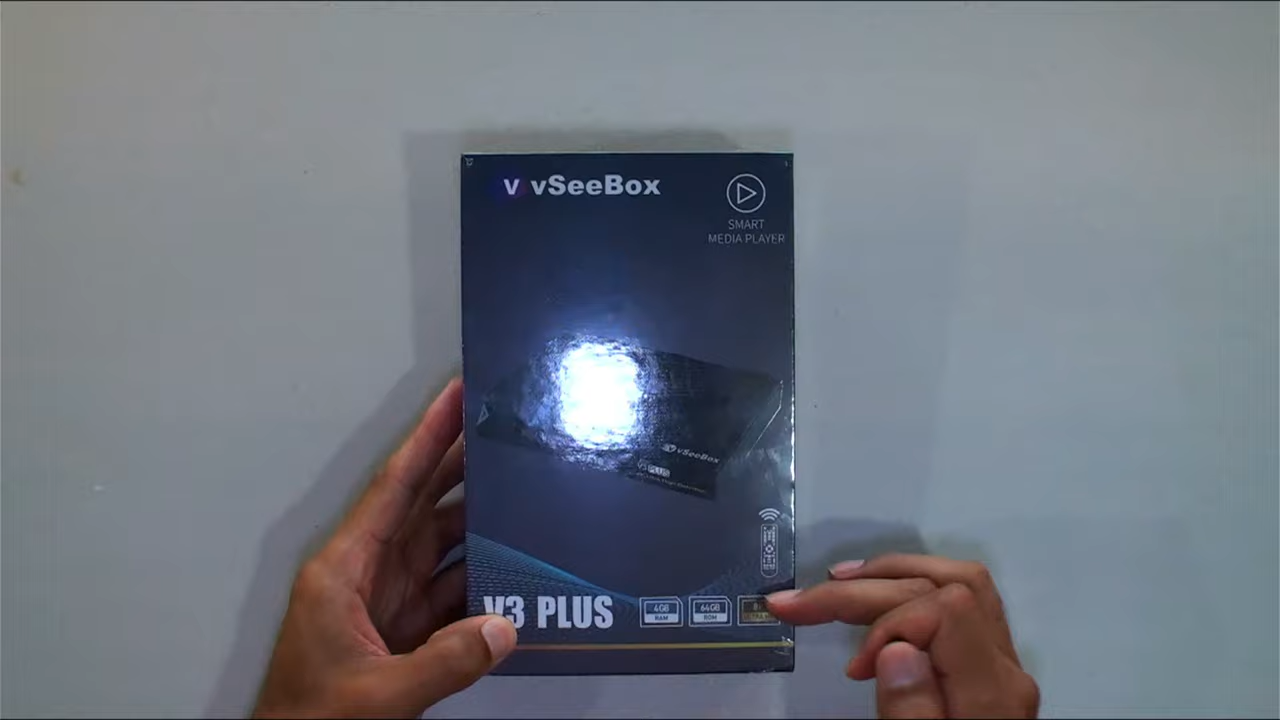 V vSeeBox
SMART
MEDIA PLAYER
vSeeBox
V3 PLUS
4GB
RAM
64GB
ROM